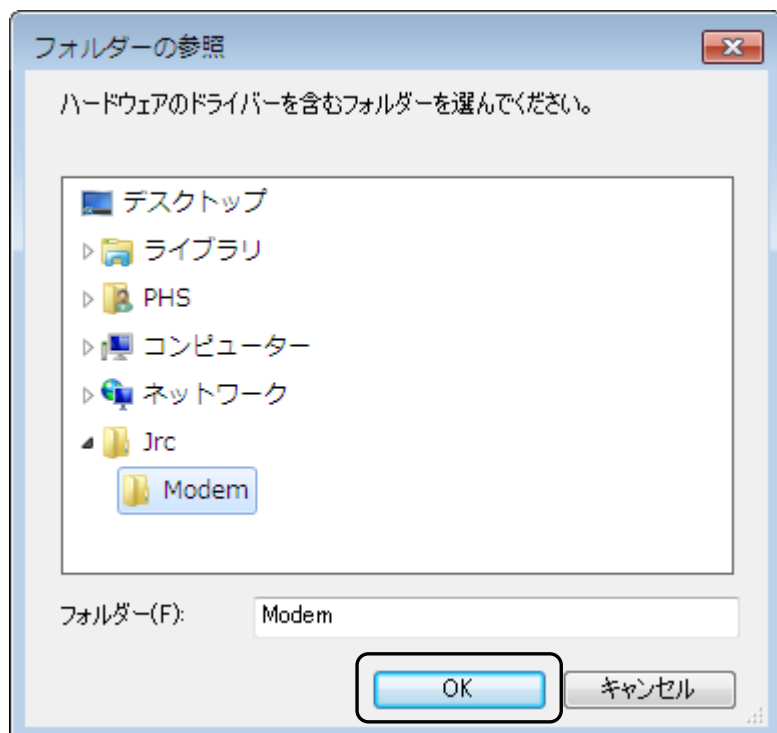 フォルダーの参照
ハードウェアのドライバーを含むフォルダーを選んでください。
デスクトップ
ライブラリ
PHS
コンピューター
ネットワーク
Jrc
Modem
フォルダー(F): Modem
OK キャンセル